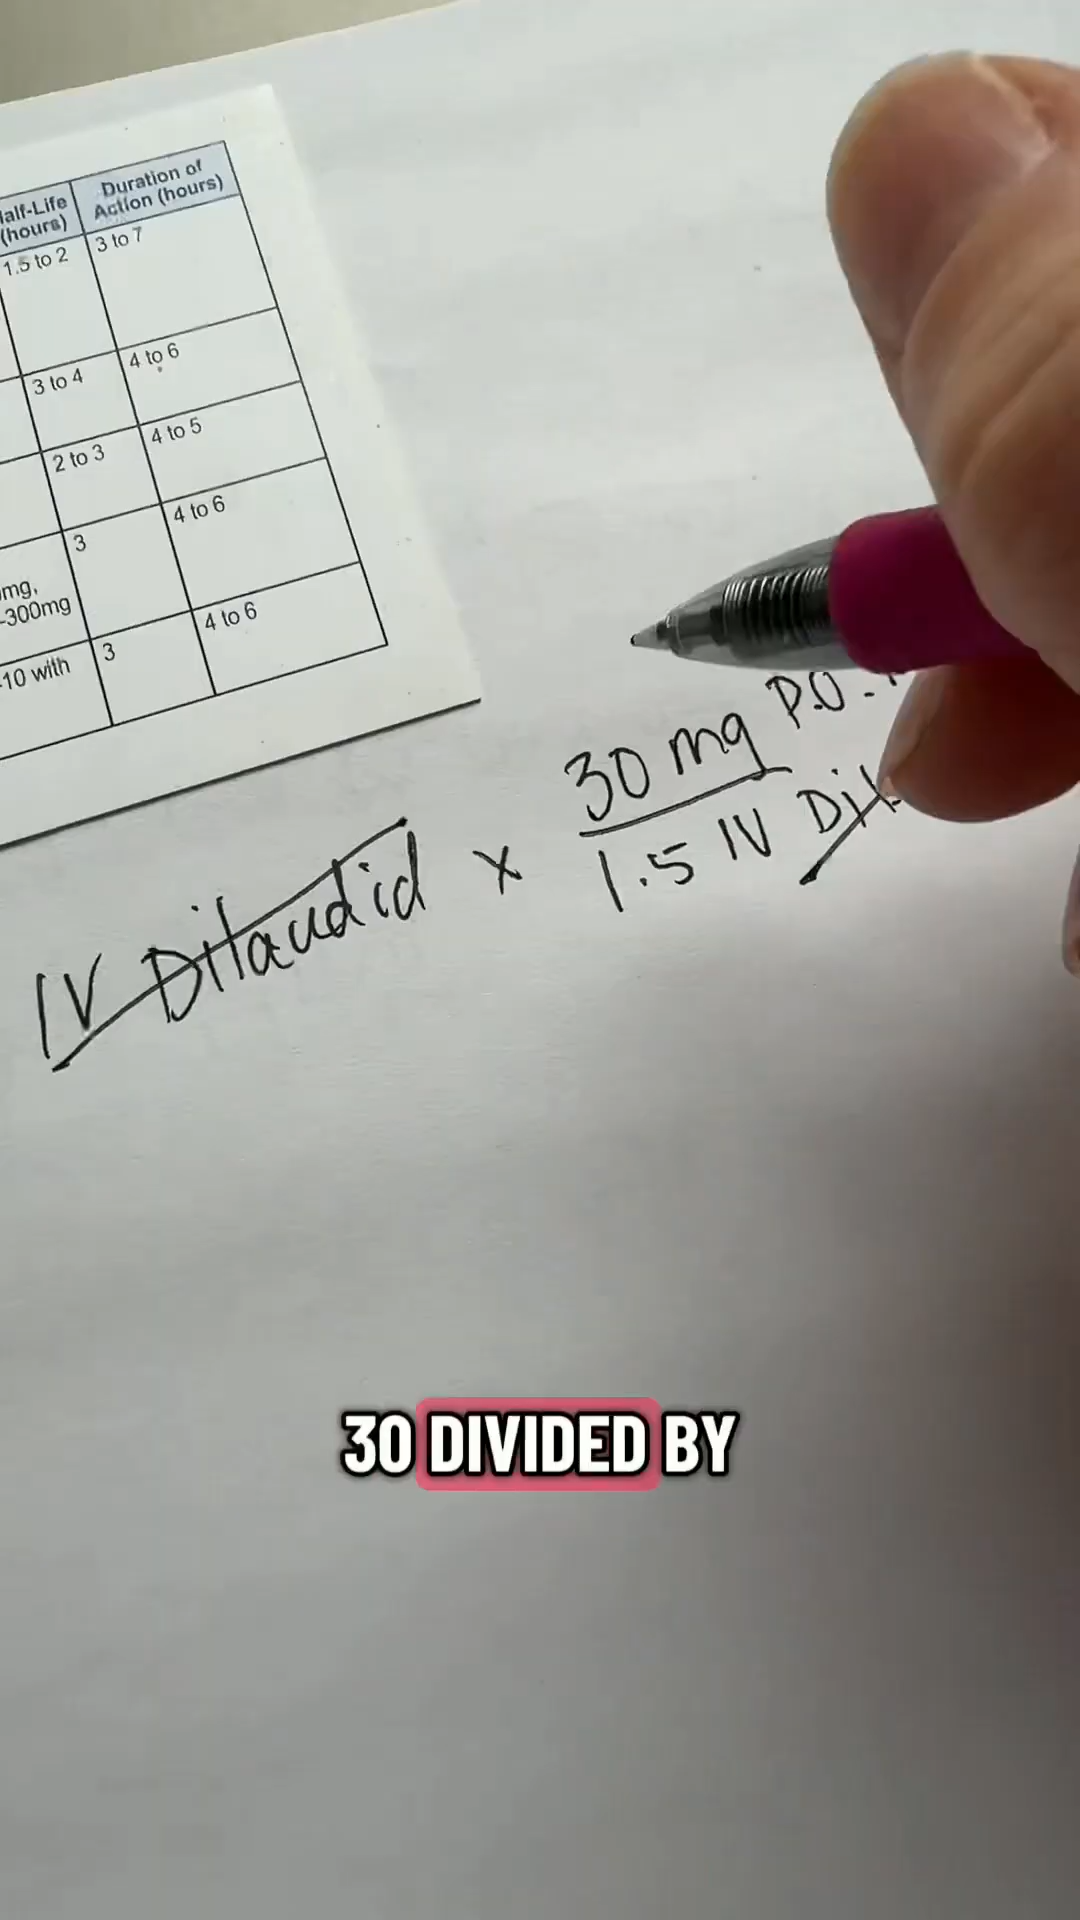 alf-Life
(hours)
Duration of
Action (hours)
1.5 to 2
3 to 7
3 to 4
4 to 6
2 to 3
4 to 5
mg,
-300mg
3
4 to 6
-10 with
3
4 to 6
IV Dilaudid x
30 mg P.O.
1.5 IV Dil
30 DIVIDED BY